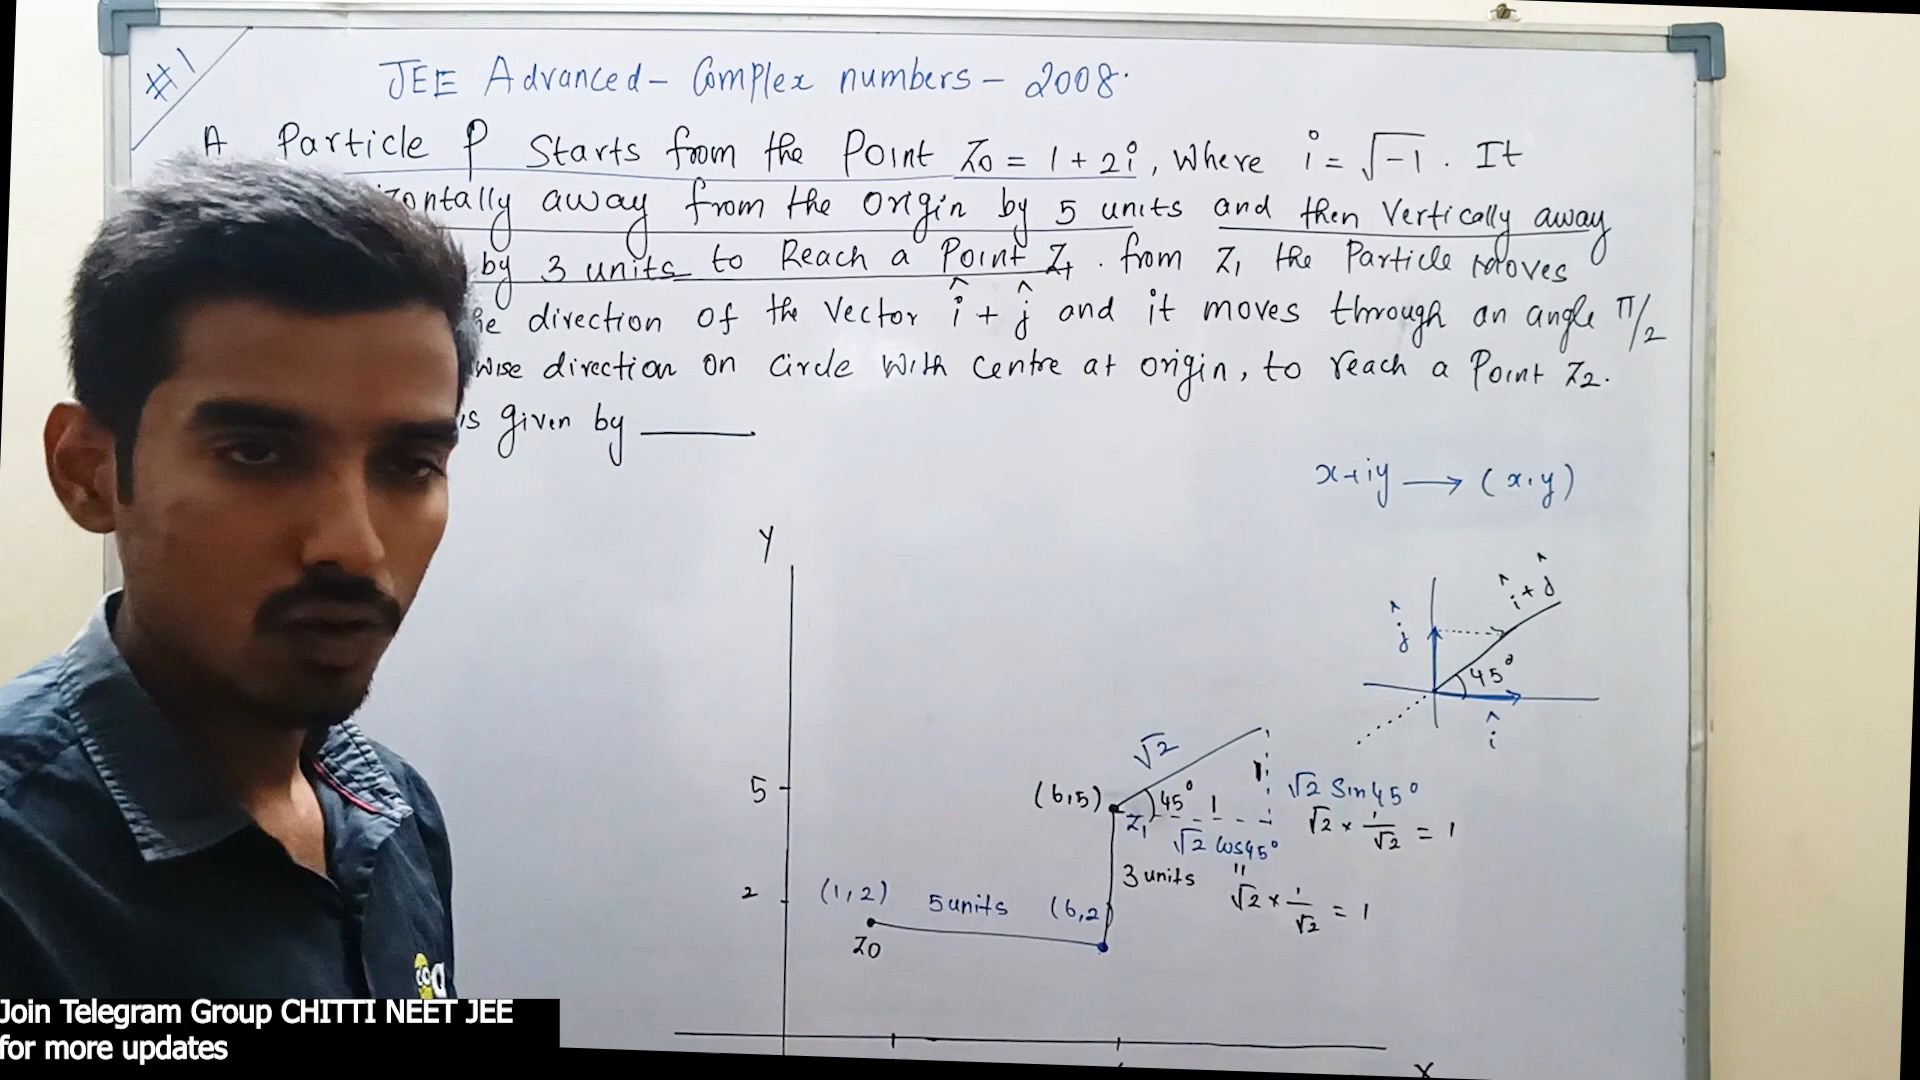 #1
JEE Advanced – Complex numbers – 2008.
A Particle P Starts from the Point Z0 = 1 + 2i, Where i = √-1 . It
zontally away from the origin by 5 units and then Vertically away
by 3 units to Reach a Point Z1 . from Z1 the Particle moves
he direction of the Vector î + ĵ and it moves through an angle π/2
wise direction on Circle With Centre at origin, to reach a Point Z2.
is given by ______
x+iy → (x,y)
Y
î + ĵ
ĵ
45°
î
√2
5
(6,5)
45°
1
1
√2 Sin45°
Z1
√2 × 1/√2 = 1
√2 cos45°
3 units
"
√2 × 1/√2 = 1
2
(1,2)
5units
(6,2)
Z0
X
Join Telegram Group CHITTI NEET JEE
for more updates